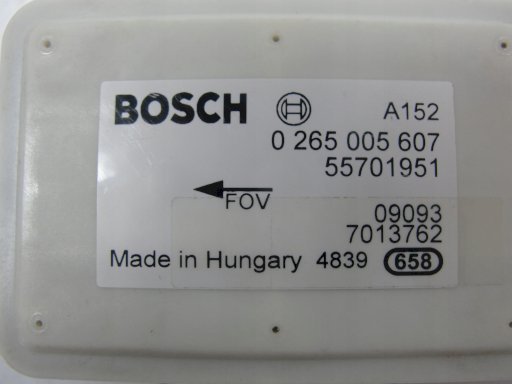 BOSCH A152
0 265 005 607
55701951
FOV
09093
7013762
Made in Hungary 4839 658